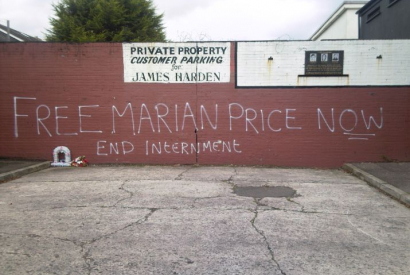 PRIVATE PROPERTY
CUSTOMER PARKING
for
JAMES HARDEN
FREE MARIAN PRICE NOW
END INTERNMENT